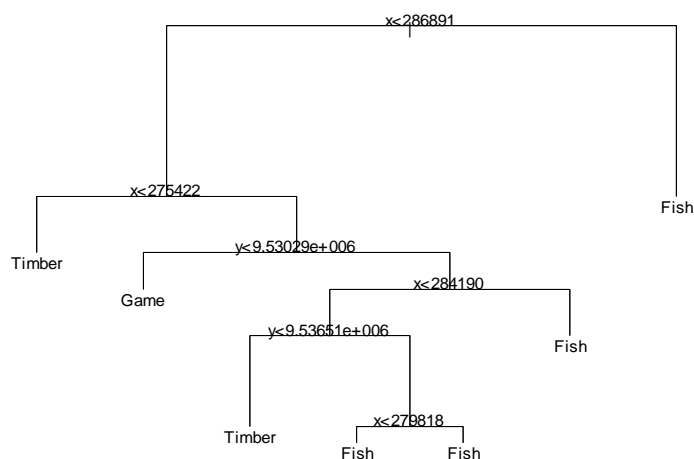 x<286891
x<275422
Fish
y<9.53029e+006
Timber
x<284190
Game
y<9.53651e+006
Fish
x<279818
Timber
Fish Fish